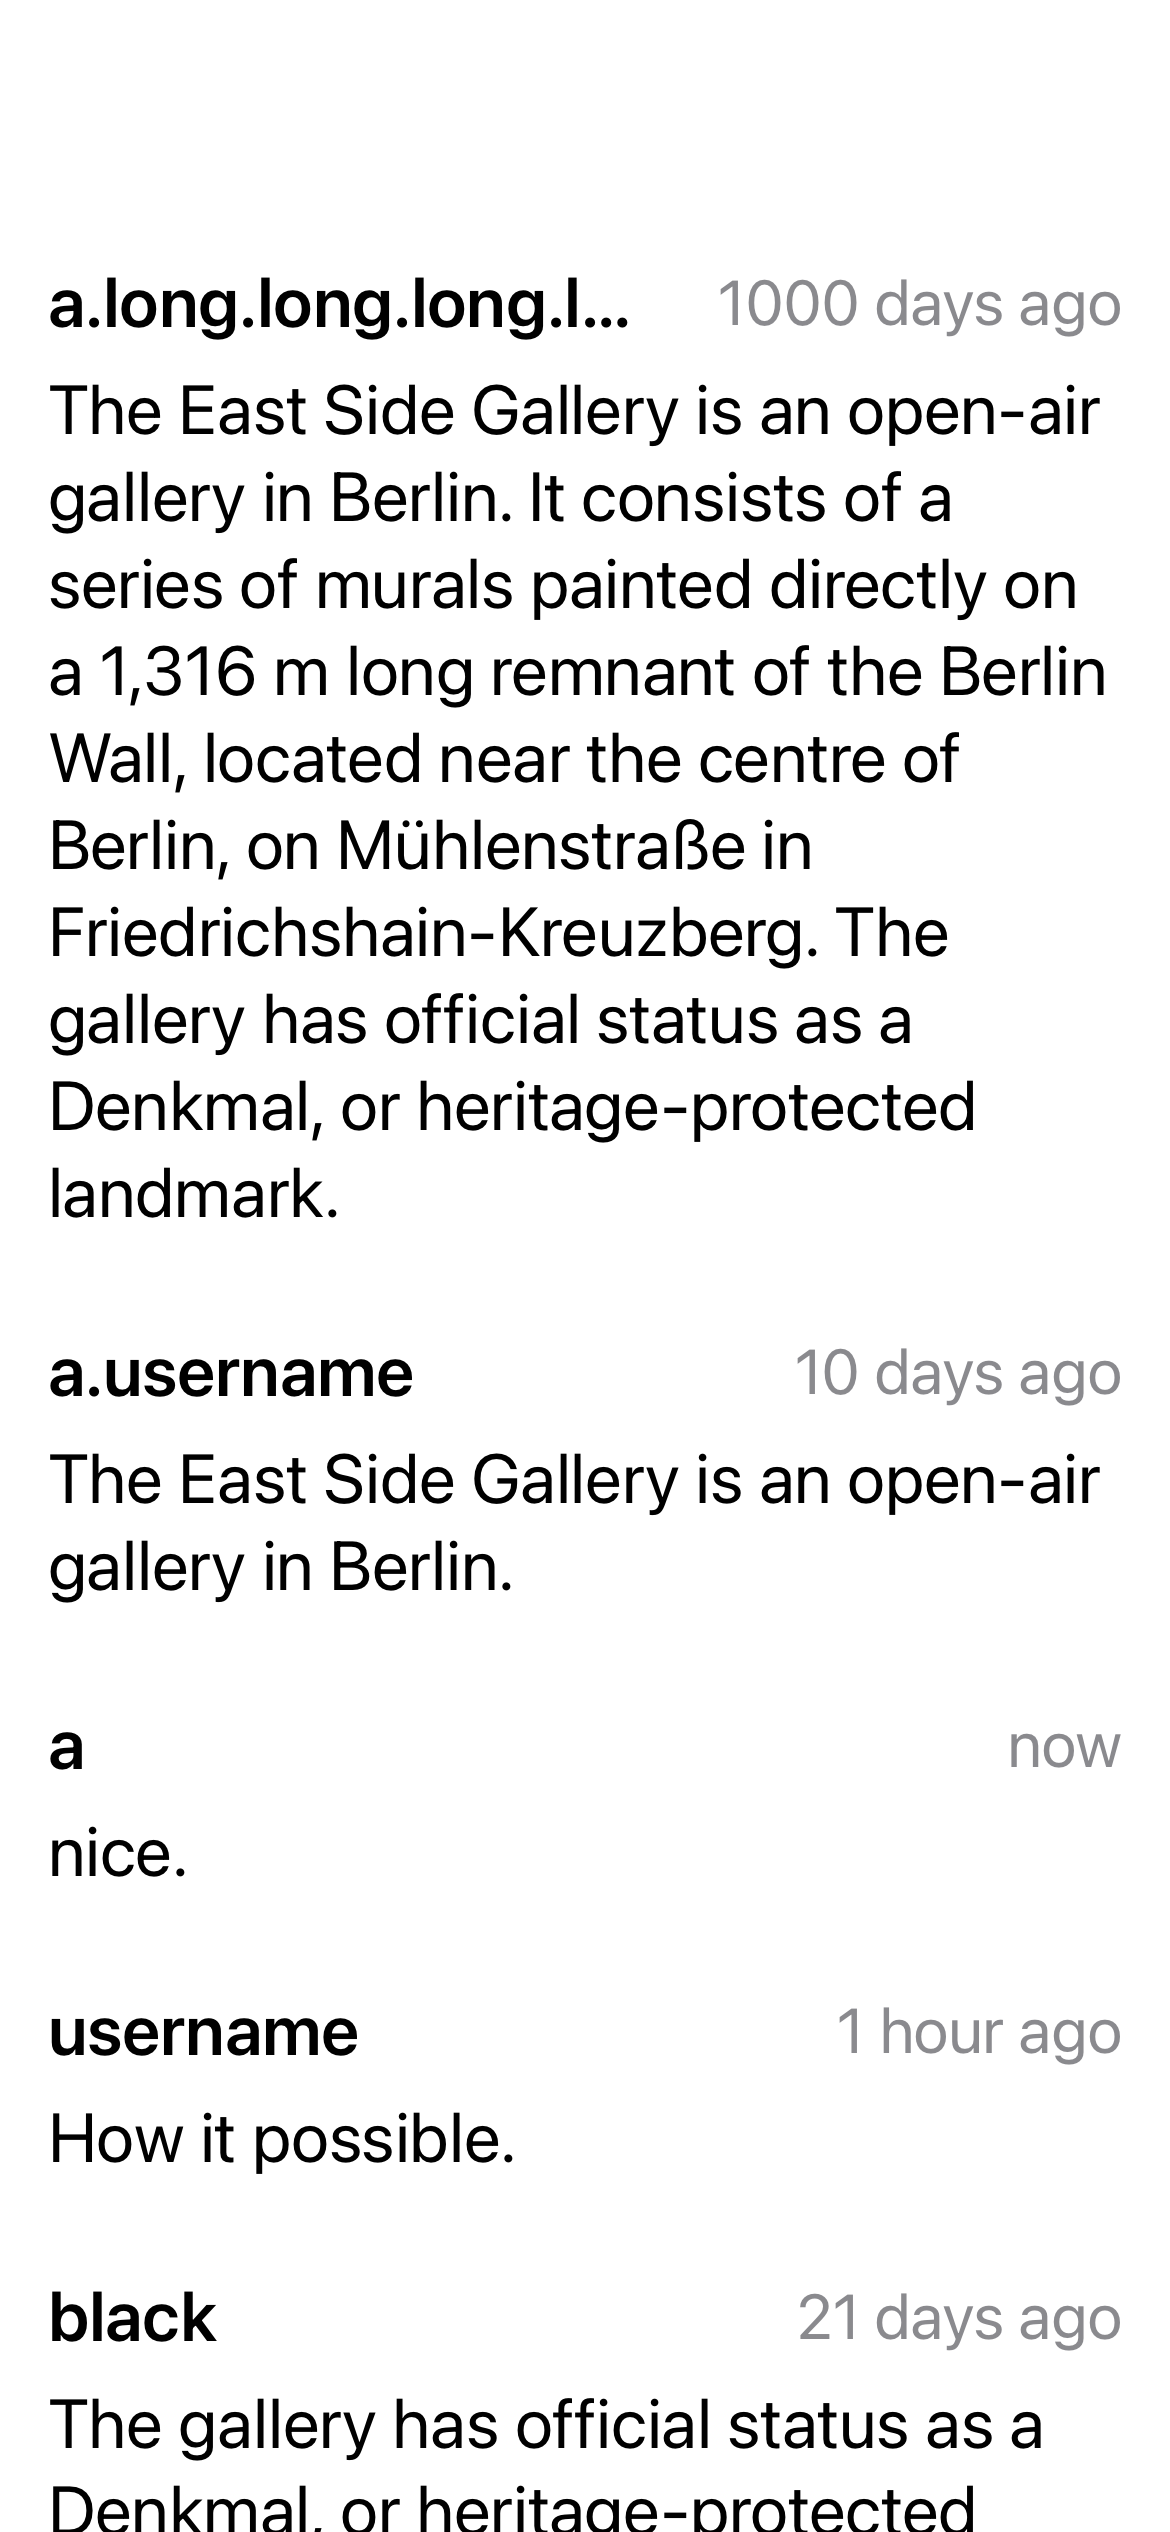 a.long.long.long.l... 1000 days ago
The East Side Gallery is an open-air
gallery in Berlin. It consists of a
series of murals painted directly on
a 1,316 m long remnant of the Berlin
Wall, located near the centre of
Berlin, on Mühlenstraße in
Friedrichshain-Kreuzberg. The
gallery has official status as a
Denkmal, or heritage-protected
landmark.
a.username 10 days ago
The East Side Gallery is an open-air
gallery in Berlin.
a now
nice.
username 1 hour ago
How it possible.
black 21 days ago
The gallery has official status as a
Denkmal, or heritage-protected